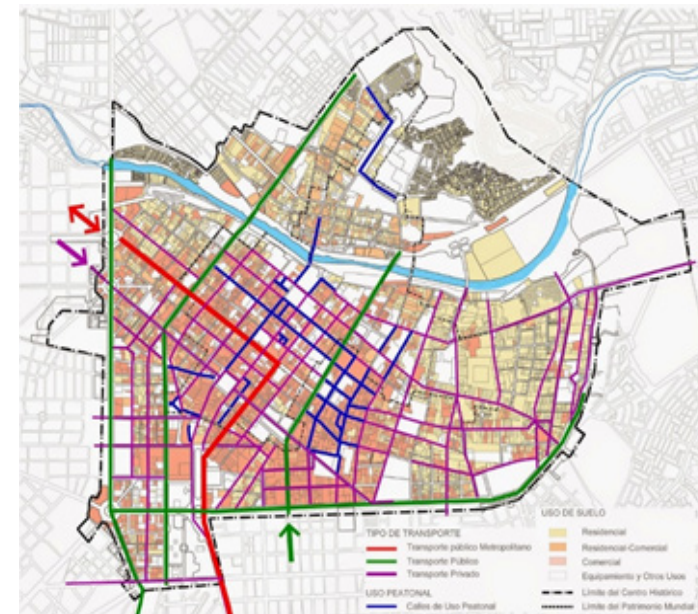 USO DE SUELO
TIPO DE TRANSPORTE
Residencial
Transporte público Metropolitano
Residencial-Comercial
Transporte Público
Comercial
Transporte Privado
Equipamiento y Otros Usos
USO PEATONAL
Límite del Centro Histórico
Calles de Uso Peatonal
Límite del Patrimonio Mundial